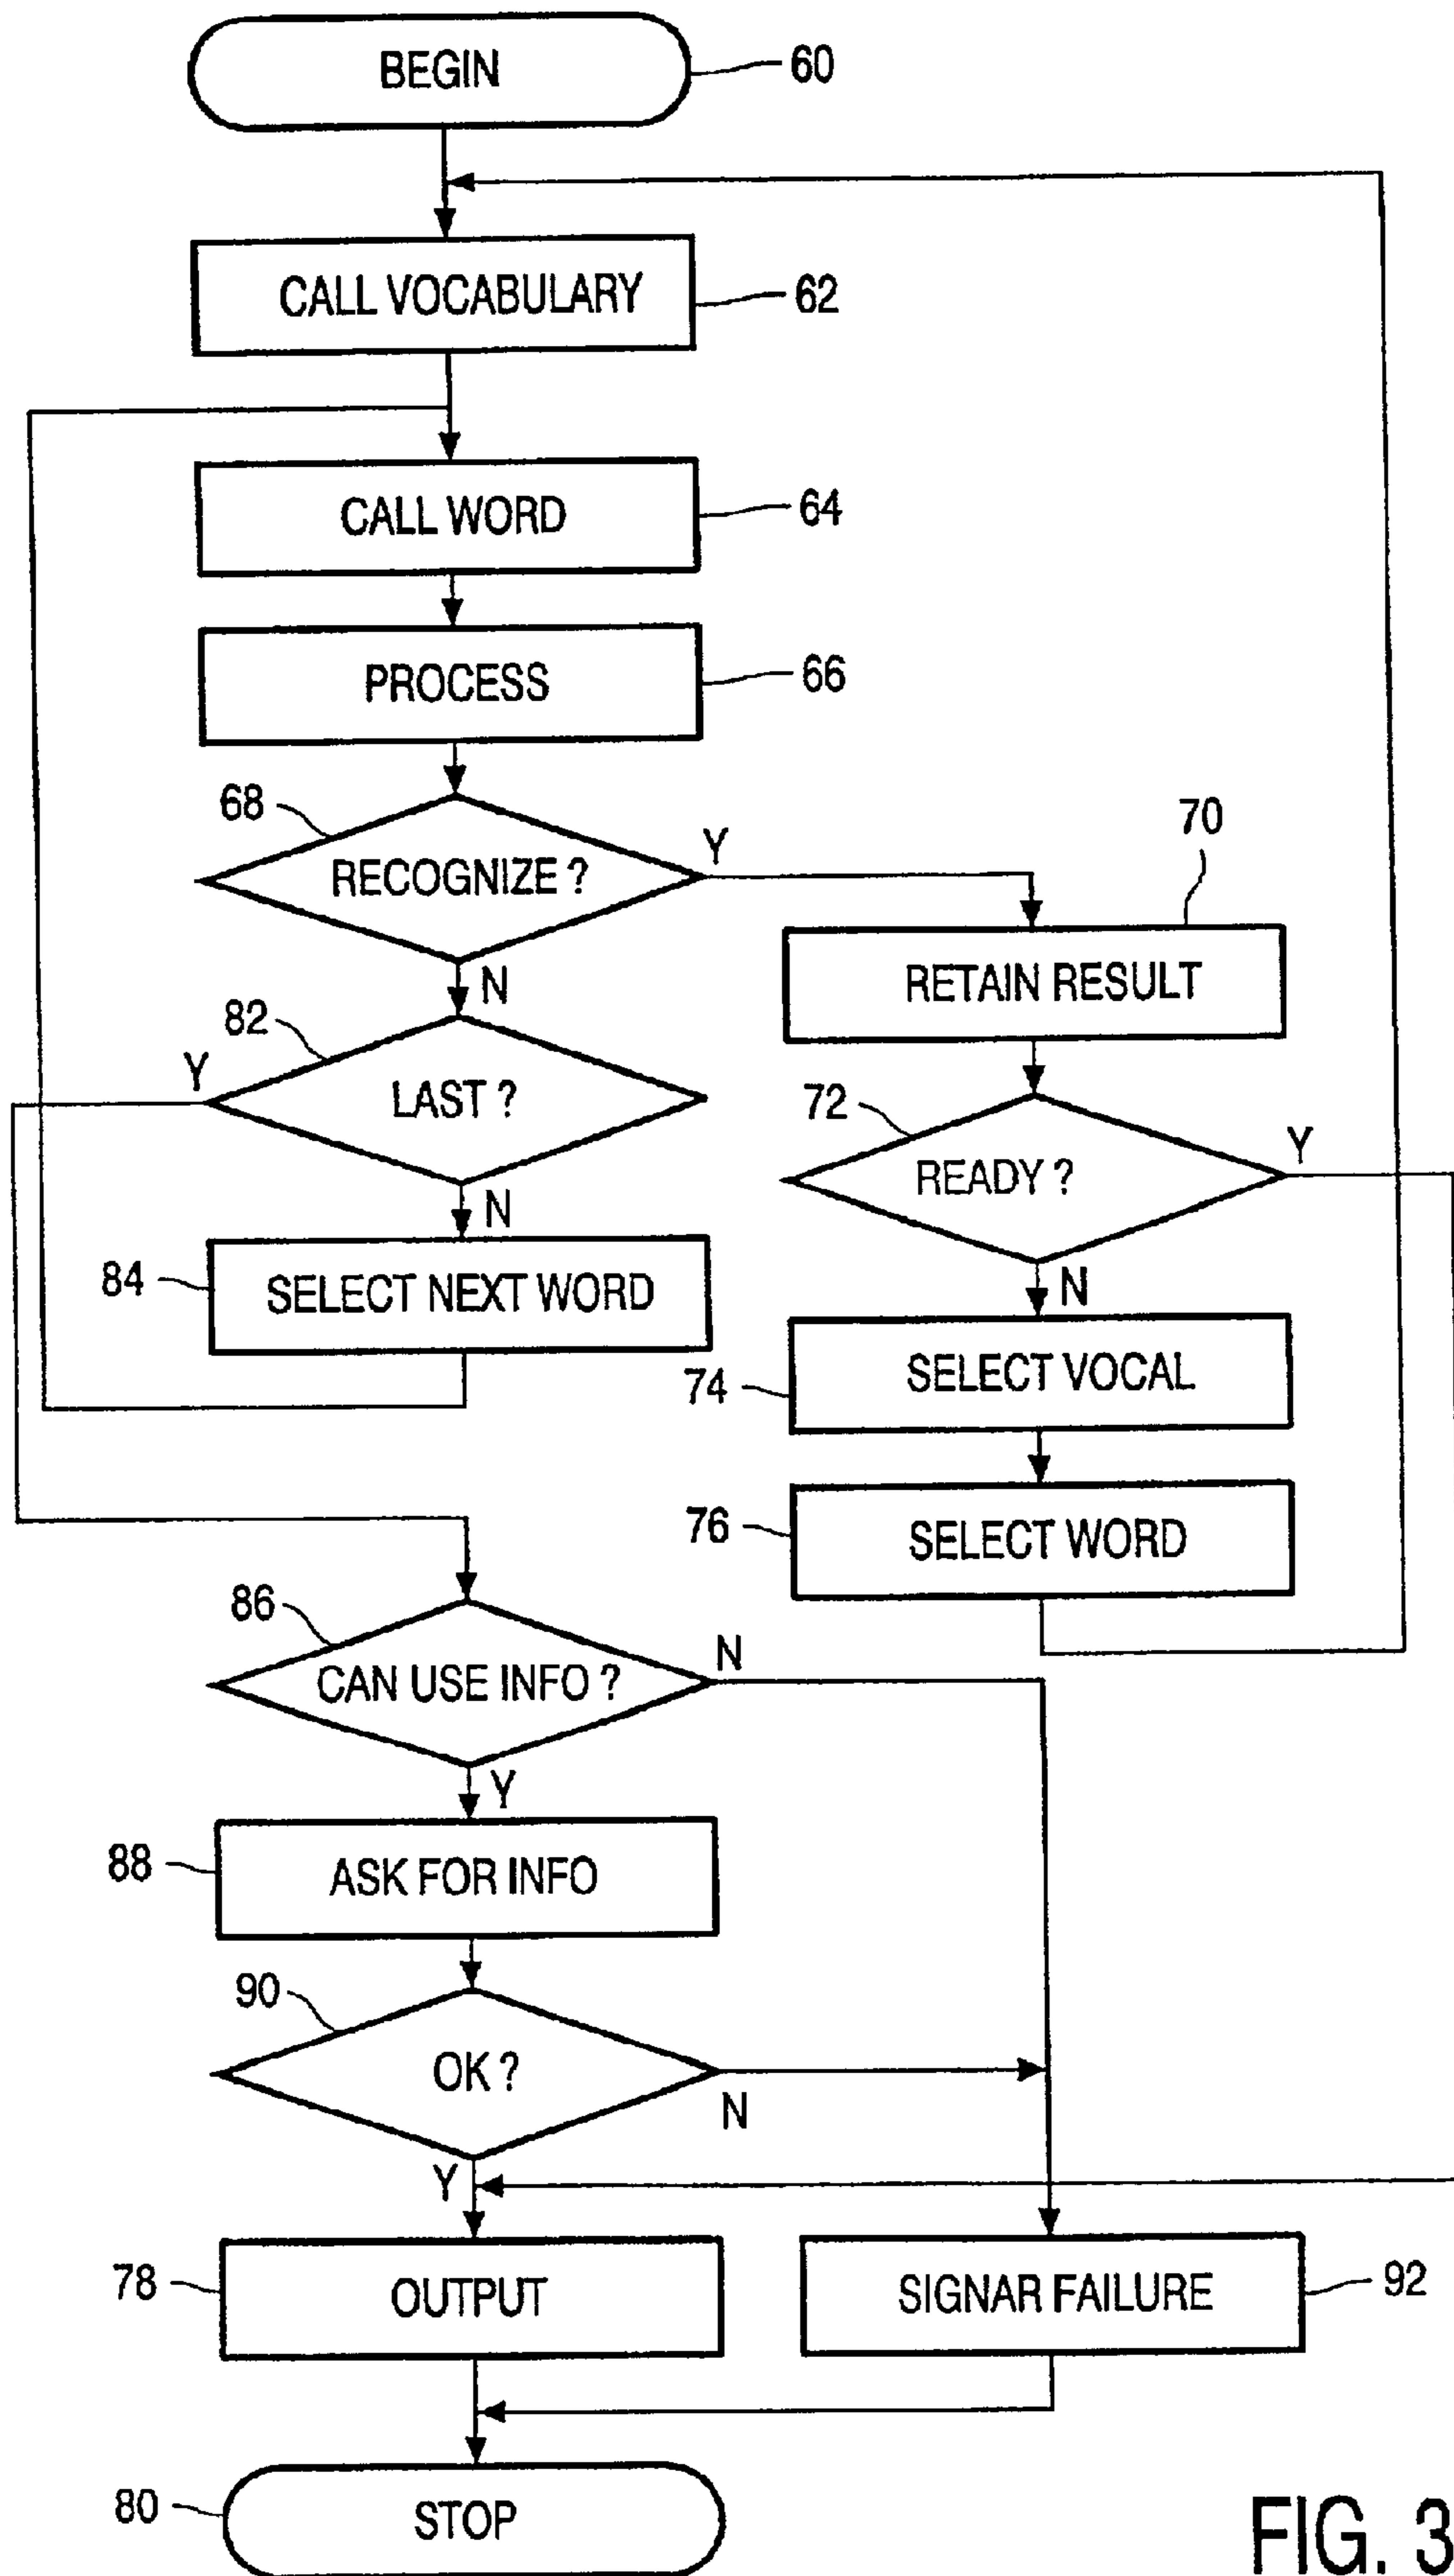 BEGIN
60
CALL VOCABULARY
62
CALL WORD
64
PROCESS
66
68
RECOGNIZE ?
Y
N
70
RETAIN RESULT
82
Y
LAST ?
N
72
READY ?
Y
N
84
SELECT NEXT WORD
74
SELECT VOCAL
76
SELECT WORD
86
CAN USE INFO ?
N
Y
88
ASK FOR INFO
90
OK ?
N
Y
78
OUTPUT
SIGNAR FAILURE
92
80
STOP
FIG. 3